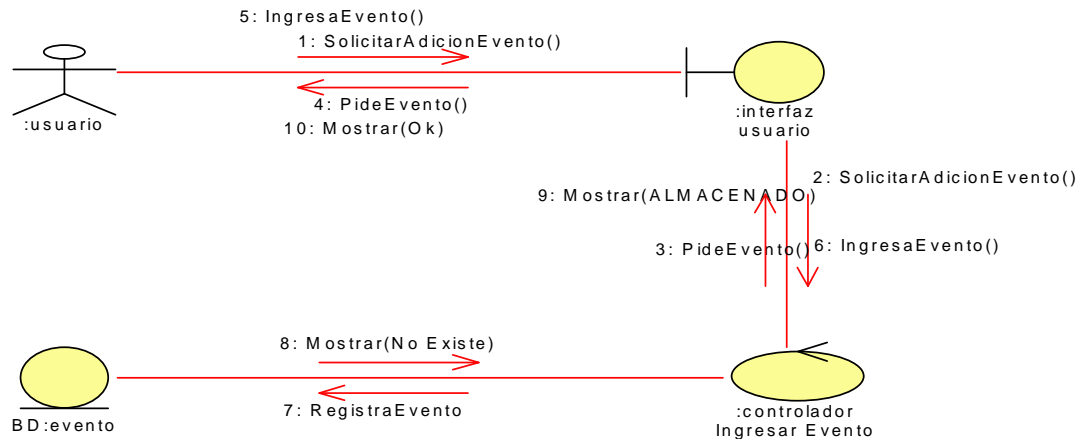 5: IngresaEvento()
1: SolicitarAdicionEvento()
4: PideEvento()
10: Mostrar(Ok)
:usuario
:interfaz
usuario
2: SolicitarAdicionEvento()
9: Mostrar(ALMACENADO)
3: PideEvento()
6: IngresaEvento()
8: Mostrar(No Existe)
7: RegistraEvento
BD:evento
:controlador
Ingresar Evento